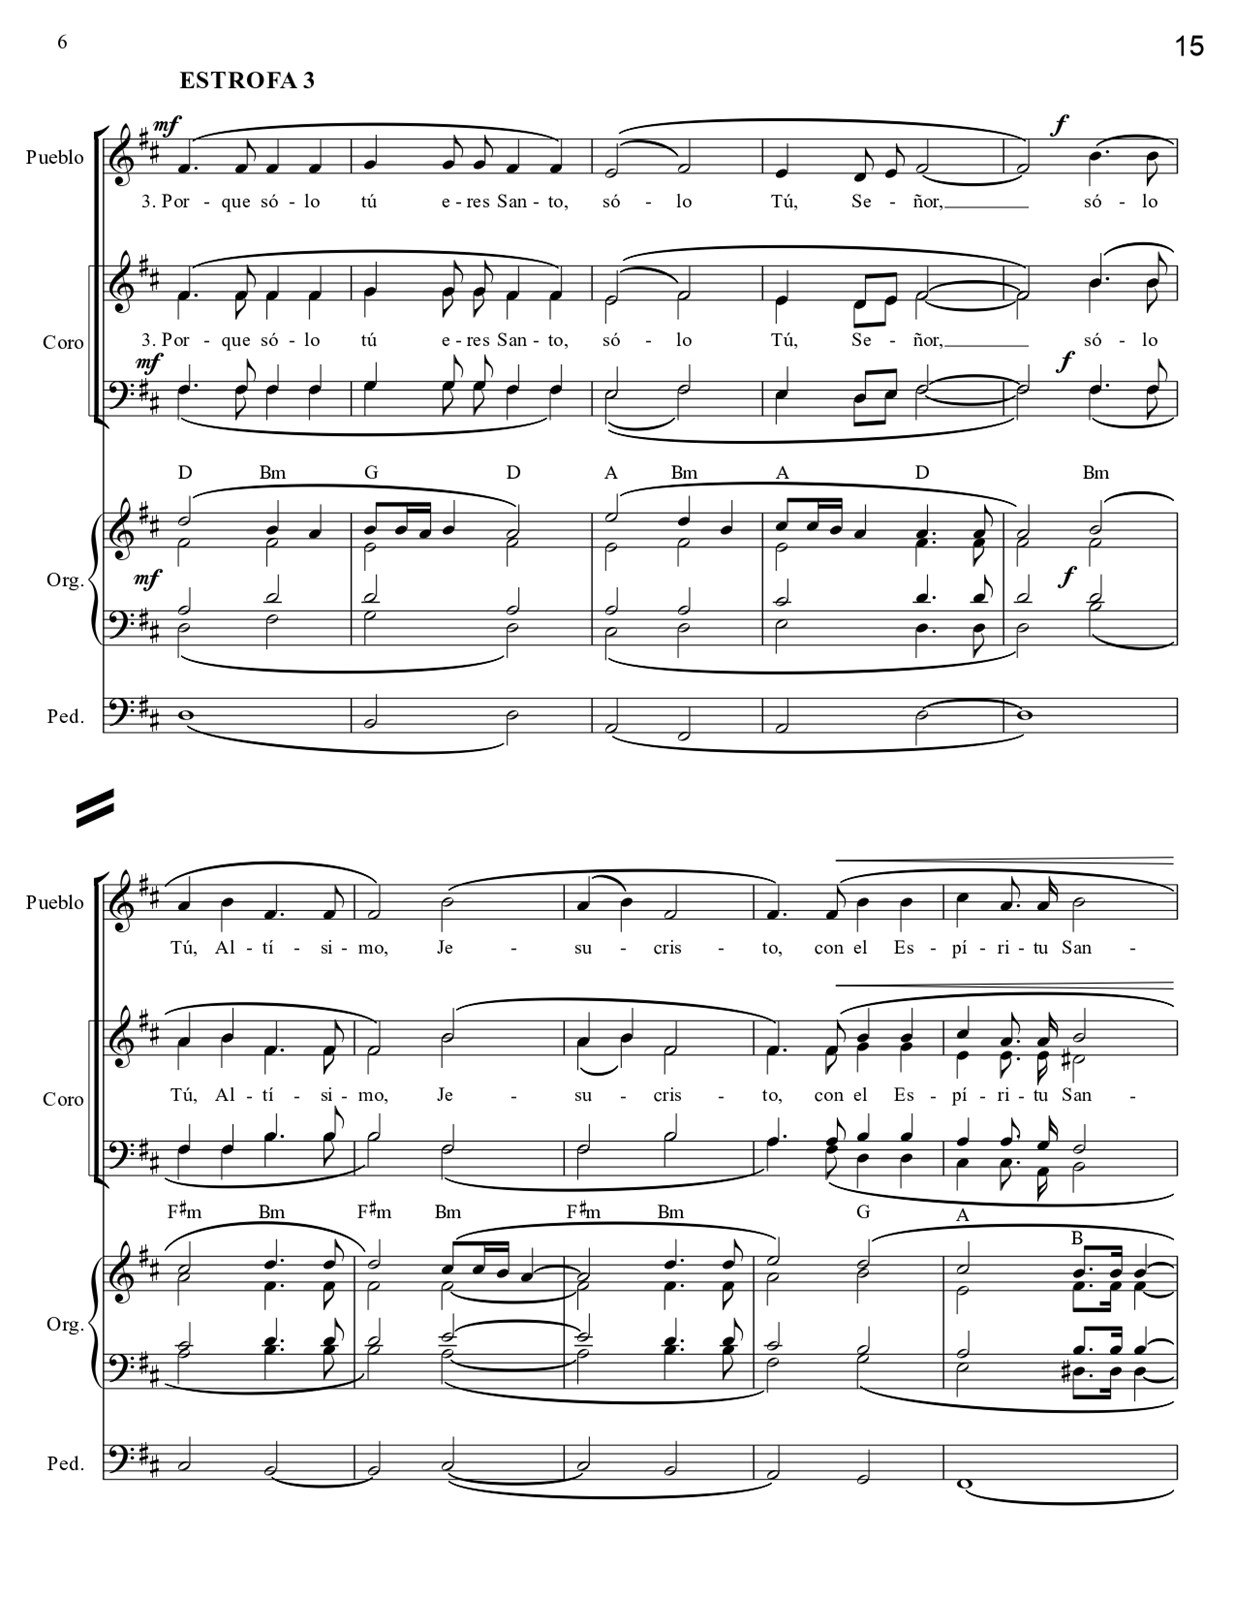 6
15
ESTROFA 3
mf
f
Pueblo
3. Por - que só - lo tú e - res San - to, só - lo Tú, Se - ñor, só - lo
Coro
3. Por - que só - lo tú e - res San - to, só - lo Tú, Se - ñor, só - lo
mf
f
D Bm G D A Bm A D Bm
Org.
mf
f
Ped.
Pueblo
Tú, Al - tí - si - mo, Je - su - cris - to, con el Es - pí - ri - tu San -
Coro
Tú, Al - tí - si - mo, Je - su - cris - to, con el Es - pí - ri - tu San -
F#m Bm F#m Bm F#m Bm G A B
Org.
Ped.